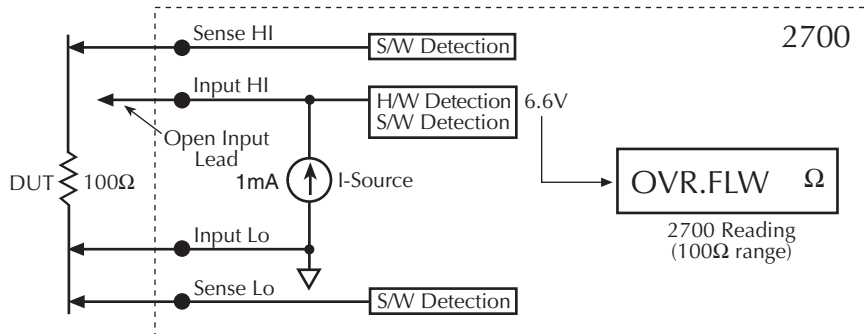 Sense HI
S/W Detection
2700
Input HI
H/W Detection
S/W Detection
6.6V
Open Input
Lead
DUT
100Ω
1mA
I-Source
OVR.FLW Ω
2700 Reading
(100Ω range)
Input Lo
Sense Lo
S/W Detection